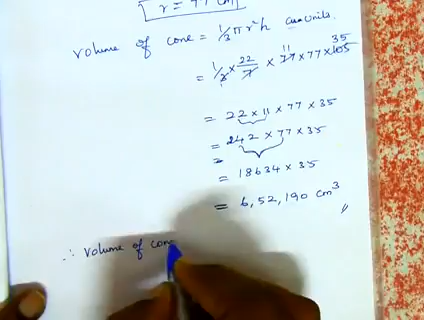 r = 77 cm
Volume of cone = 1/3 πr²h cu.units.
= 1/3 × 22/7 × 77 11 × 77 × 105 35
= 22 × 11 × 77 × 35
= 242 × 77 × 35
=
= 18634 × 35
= 6,52,190 cm³ //
∴ Volume of cone